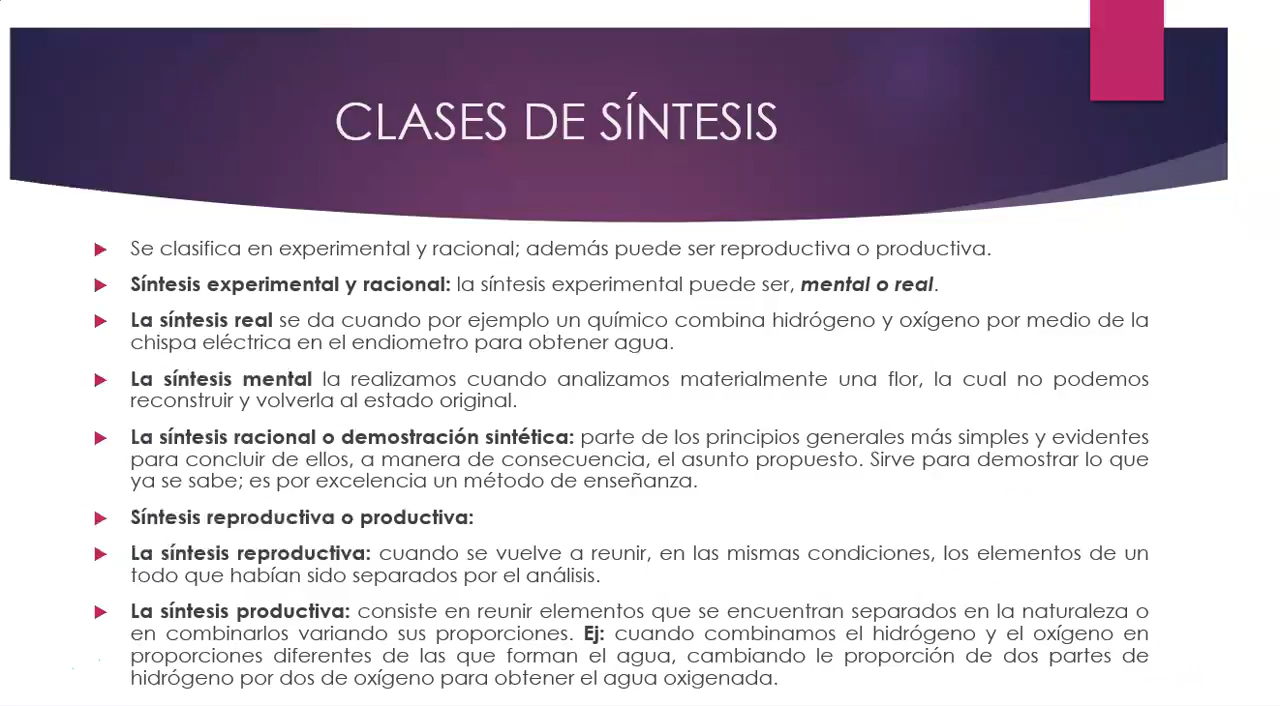 CLASES DE SÍNTESIS
Se clasifica en experimental y racional; además puede ser reproductiva o productiva.
Síntesis experimental y racional: la síntesis experimental puede ser, mental o real.
La síntesis real se da cuando por ejemplo un químico combina hidrógeno y oxígeno por medio de la
chispa eléctrica en el endiometro para obtener agua.
La síntesis mental la realizamos cuando analizamos materialmente una flor, la cual no podemos
reconstruir y volverla al estado original.
La síntesis racional o demostración sintética: parte de los principios generales más simples y evidentes
para concluir de ellos, a manera de consecuencia, el asunto propuesto. Sirve para demostrar lo que
ya se sabe; es por excelencia un método de enseñanza.
Síntesis reproductiva o productiva:
La síntesis reproductiva: cuando se vuelve a reunir, en las mismas condiciones, los elementos de un
todo que habían sido separados por el análisis.
La síntesis productiva: consiste en reunir elementos que se encuentran separados en la naturaleza o
en combinarlos variando sus proporciones. Ej: cuando combinamos el hidrógeno y el oxígeno en
proporciones diferentes de las que forman el agua, cambiando le proporción de dos partes de
hidrógeno por dos de oxígeno para obtener el agua oxigenada.